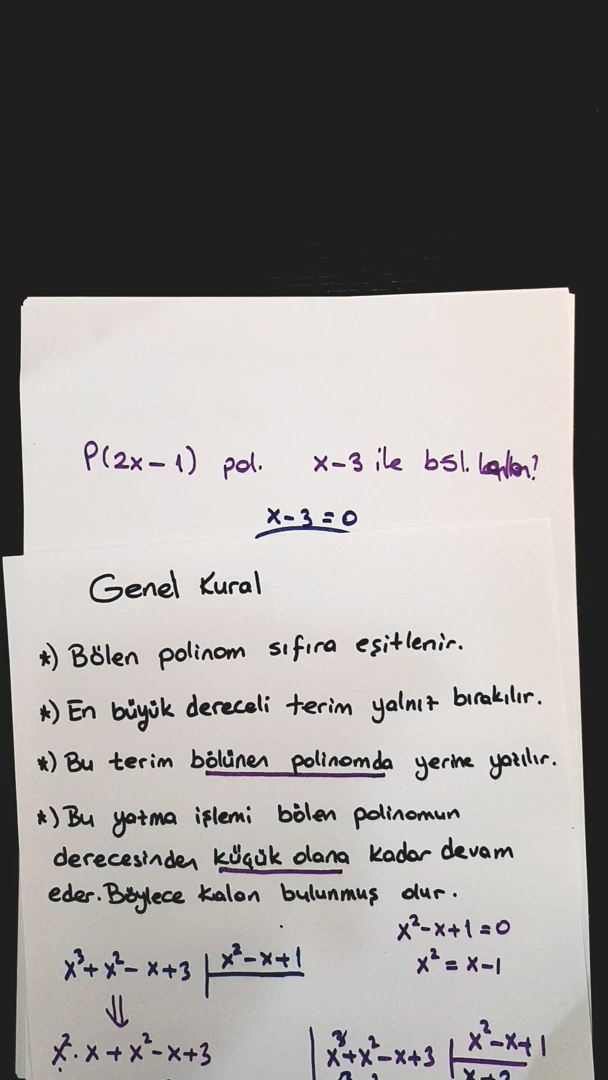 P(2x-1) pol. x-3 ile böl. kalan?
x-3=0
Genel Kural
*) Bölen polinom sıfıra eşitlenir.
*) En büyük dereceli terim yalnız bırakılır.
*) Bu terim bölünen polinomda yerine yazılır.
*) Bu yazma işlemi bölen polinomun
derecesinden küçük olana kadar devam
eder. Böylece kalan bulunmuş olur.
x²-x+1=0
x³+x²-x+3 | x²-x+1
x²=x-1
⇓
x².x+x²-x+3
x³+x²-x+3 | x²-x+1
x+2